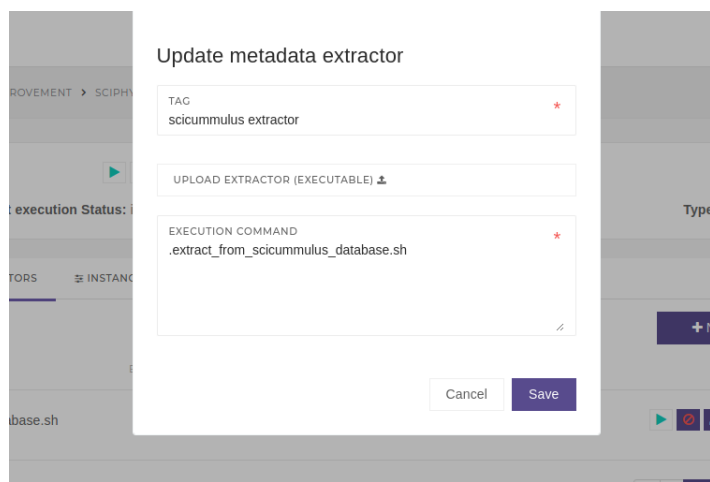 Update metadata extractor
ROVEMENT > SCIPHY
TAG
scicummulus extractor
*
UPLOAD EXTRACTOR (EXECUTABLE)
t execution Status: i
Type
EXECUTION COMMAND
.extract_from_scicummulus_database.sh
*
TORS
INSTANC
+ N
Cancel
Save
abase.sh